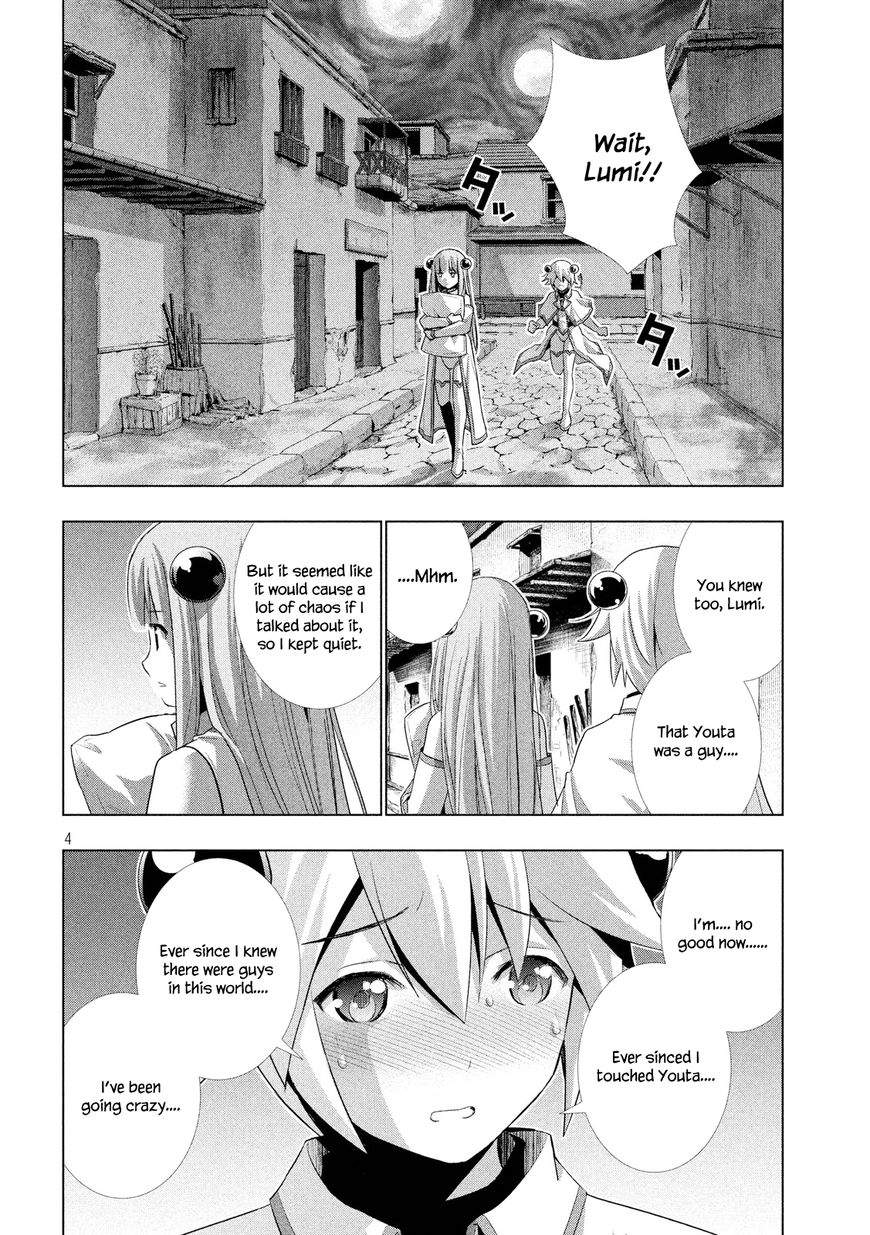 Wait,
Lumi!!
タッ
タッ
You knew
too, Lumi.
That Youta
was a guy....
....Mhm.
But it seemed like
it would cause a
lot of chaos if I
talked about it,
so I kept quiet.
4
I'm.... no
good now......
Ever sinced I
touched Youta....
Ever since I knew
there were guys
in this world....
I've been
going crazy....